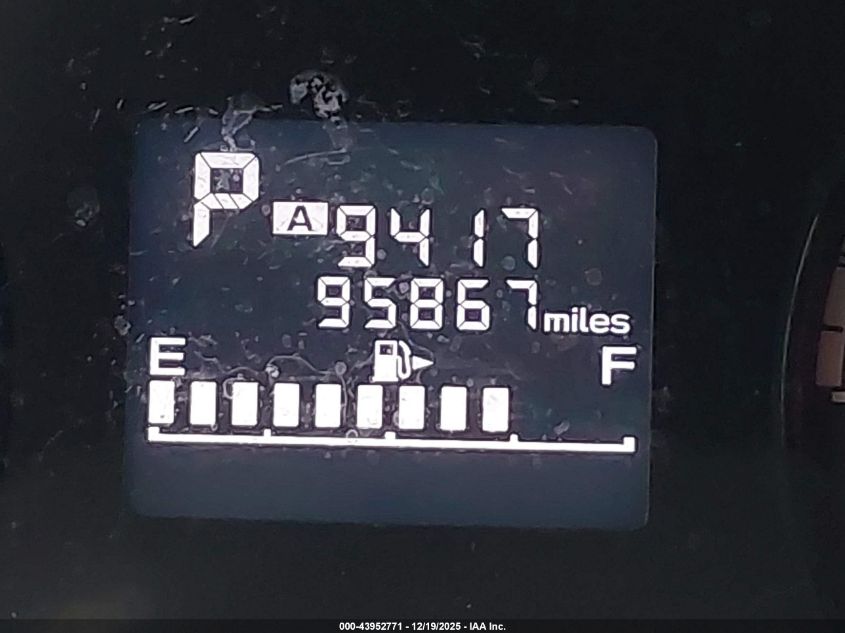 P
A 9417
95867 miles
E F
000-43952771 - 12/19/2025 - IAA Inc.